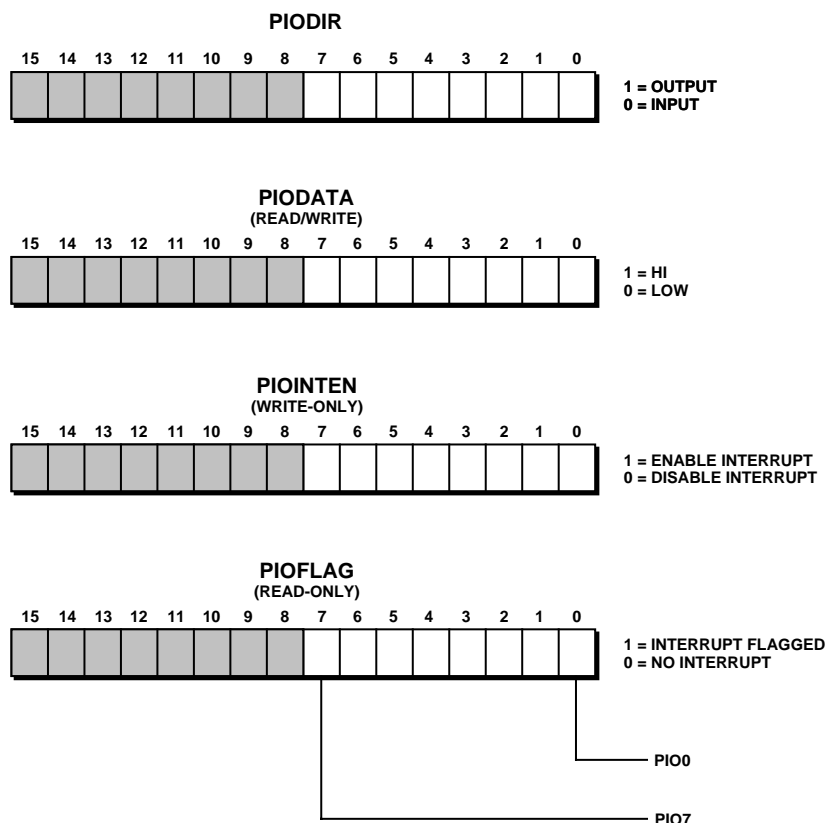 PIODIR
15 14 13 12 11 10 9 8 7 6 5 4 3 2 1 0
1 = OUTPUT
0 = INPUT
PIODATA
(READ/WRITE)
15 14 13 12 11 10 9 8 7 6 5 4 3 2 1 0
1 = HI
0 = LOW
PIOINTEN
(WRITE-ONLY)
15 14 13 12 11 10 9 8 7 6 5 4 3 2 1 0
1 = ENABLE INTERRUPT
0 = DISABLE INTERRUPT
PIOFLAG
(READ-ONLY)
15 14 13 12 11 10 9 8 7 6 5 4 3 2 1 0
1 = INTERRUPT FLAGGED
0 = NO INTERRUPT
PIO0
PIO7